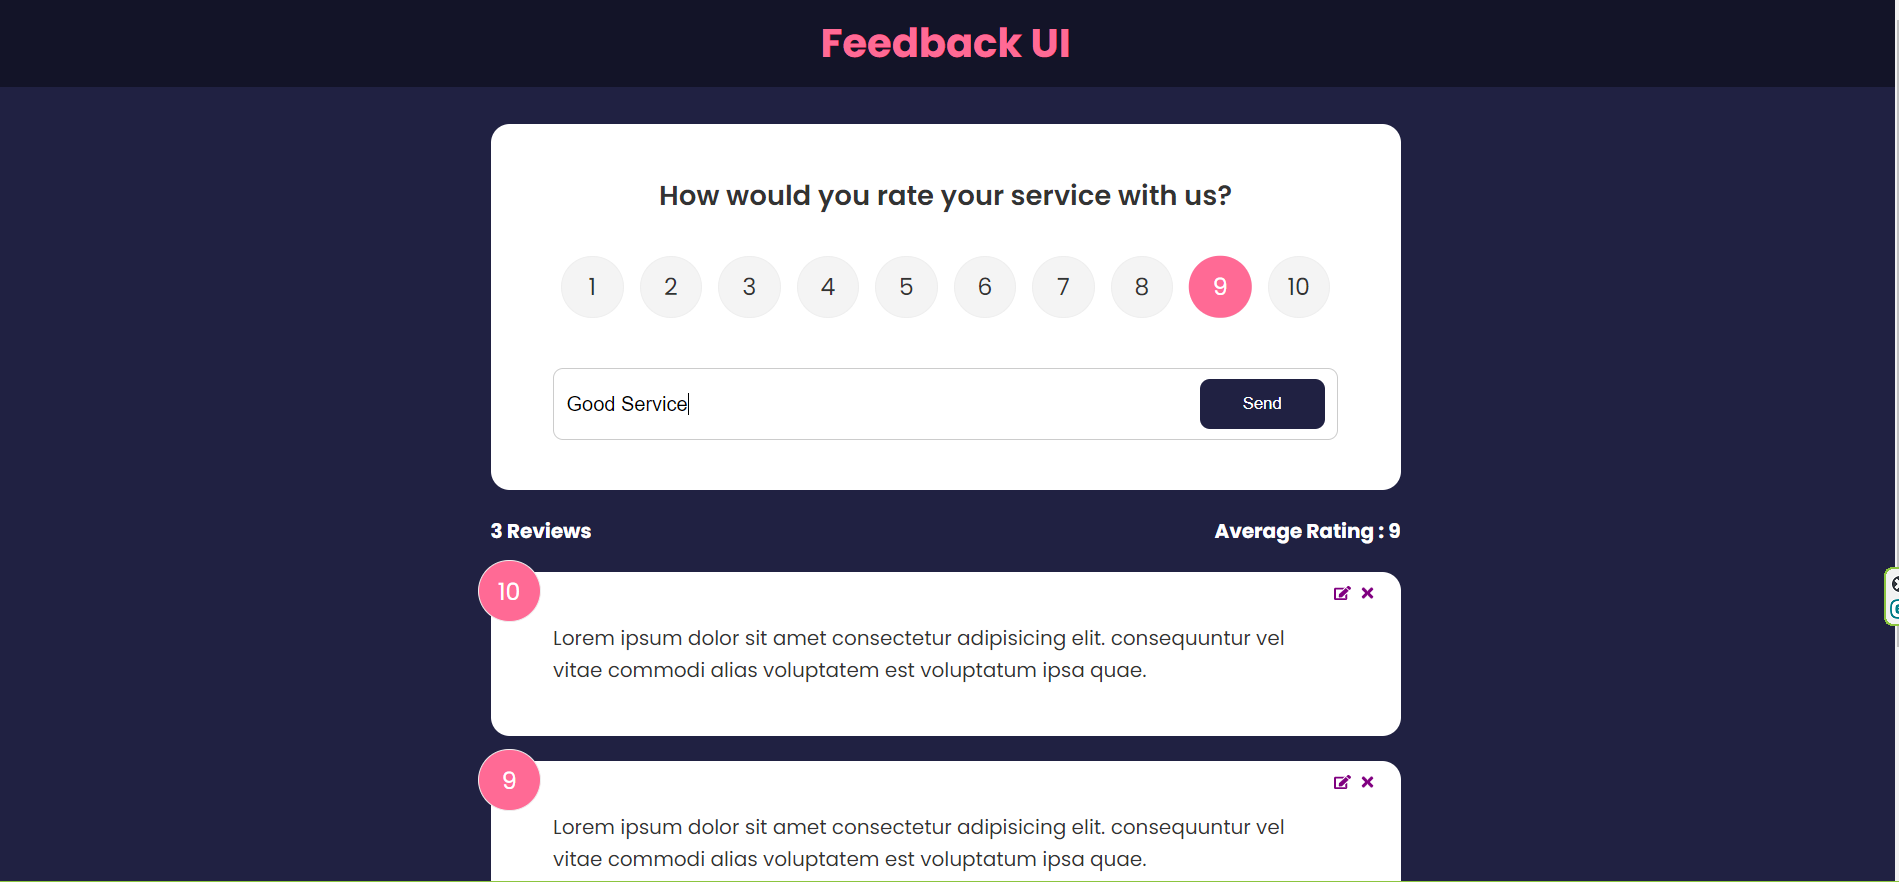 Feedback UI
How would you rate your service with us?
1 2 3 4 5 6 7 8 9 10
Good Service Send
3 Reviews Average Rating : 9
10
Lorem ipsum dolor sit amet consectetur adipisicing elit. consequuntur vel
vitae commodi alias voluptatem est voluptatum ipsa quae.
9
Lorem ipsum dolor sit amet consectetur adipisicing elit. consequuntur vel
vitae commodi alias voluptatem est voluptatum ipsa quae.